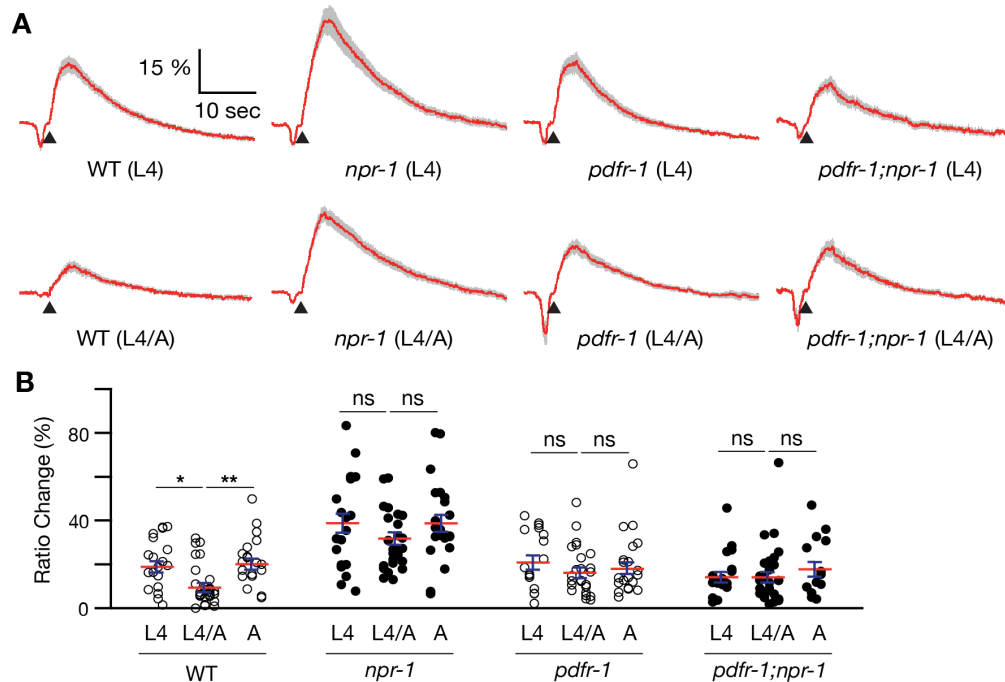 A
15 %
10 sec
WT (L4)
npr-1 (L4)
pdfr-1 (L4)
pdfr-1;npr-1 (L4)
WT (L4/A)
npr-1 (L4/A)
pdfr-1 (L4/A)
pdfr-1;npr-1 (L4/A)
B
Ratio Change (%)
80
40
0
* **
ns ns
ns ns
ns ns
L4 L4/A A
L4 L4/A A
L4 L4/A A
L4 L4/A A
WT
npr-1
pdfr-1
pdfr-1;npr-1